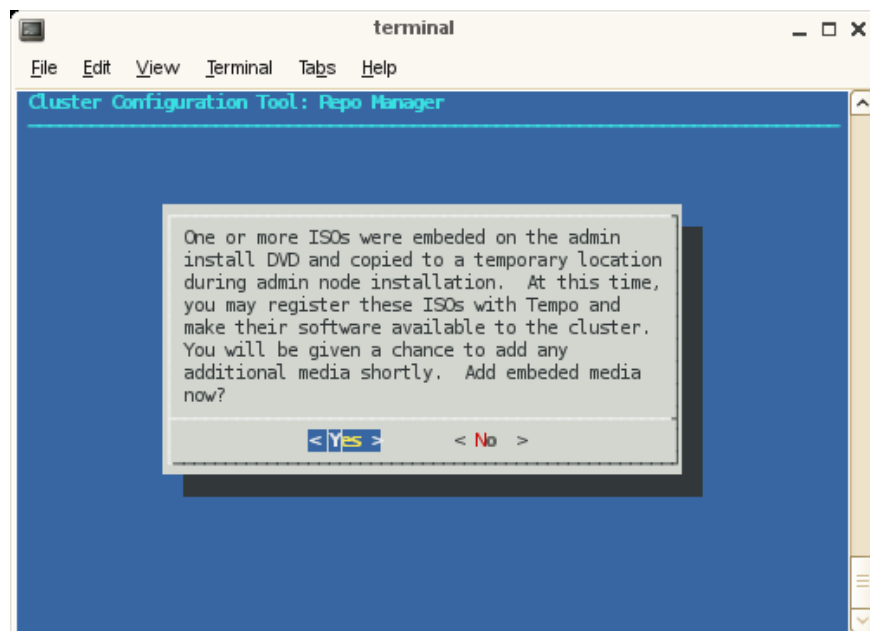 terminal
File Edit View Terminal Tabs Help
Cluster Configuration Tool: Repo Manager
One or more ISOs were embeded on the admin
install DVD and copied to a temporary location
during admin node installation. At this time,
you may register these ISOs with Tempo and
make their software available to the cluster.
You will be given a chance to add any
additional media shortly. Add embeded media
now?
< Yes > < No >